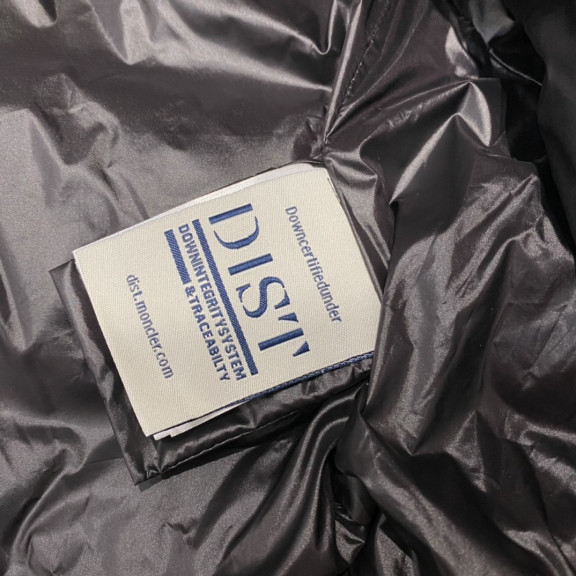 Downcertifiedunder
DIST
DOWNINTEGRITYSYSTEM
&TRACEABILTY
dist.moncler.com